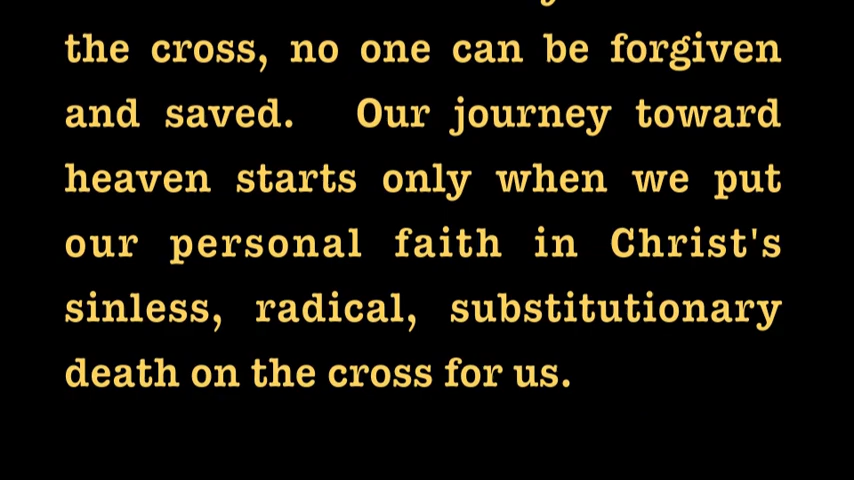 the cross, no one can be forgiven
and saved. Our journey toward
heaven starts only when we put
our personal faith in Christ's
sinless, radical, substitutionary
death on the cross for us.